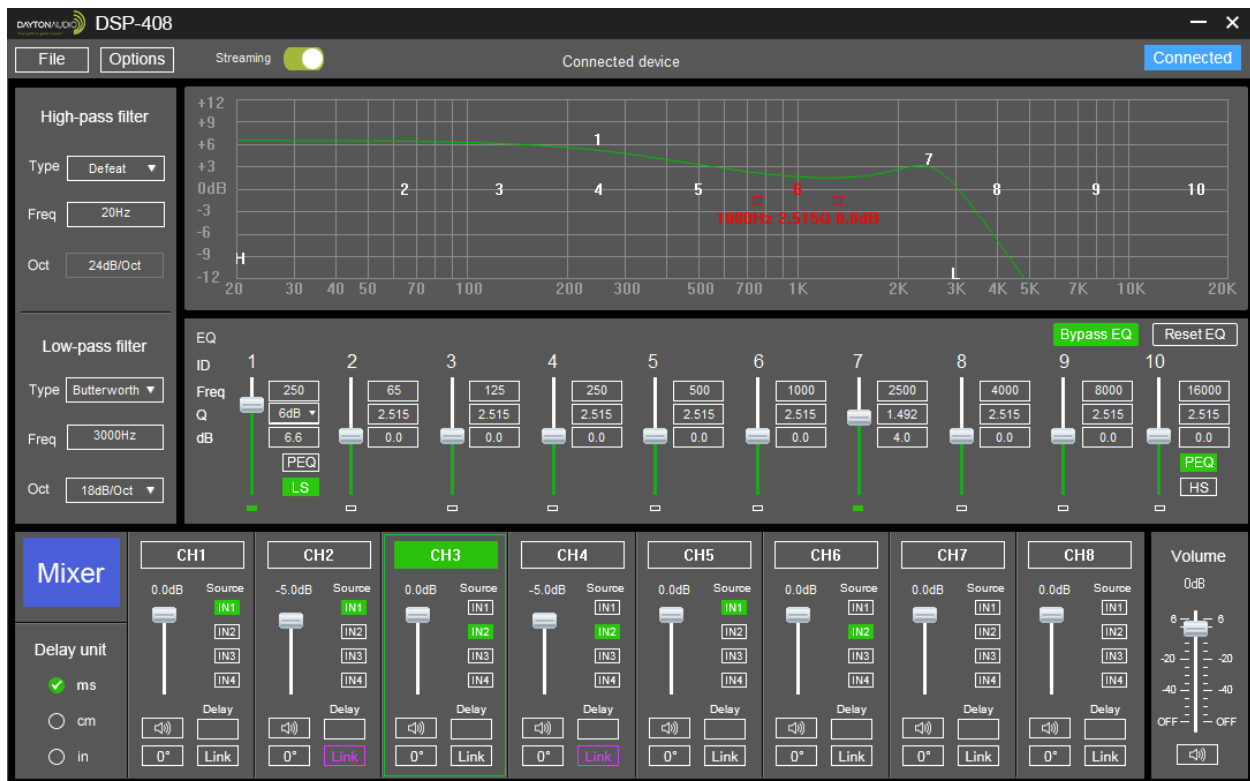 DAYTON AUDIO DSP-408
File Options Streaming Connected device Connected
High-pass filter
Type Defeat
Freq 20Hz
Oct 24dB/Oct
Low-pass filter
Type Butterworth
Freq 3000Hz
Oct 18dB/Oct
+12
+9
+6
+3
0dB
-3
-6
-9
-12
1
7
2 3 4 5 6 8 9 10
1000Hz 2.515Q 0.0dB
H
L
20 30 40 50 70 100 200 300 500 700 1K 2K 3K 4K 5K 7K 10K 20K
EQ Bypass EQ Reset EQ
ID 1 2 3 4 5 6 7 8 9 10
Freq 250 65 125 250 500 1000 2500 4000 8000 16000
Q 6dB 2.515 2.515 2.515 2.515 2.515 1.492 2.515 2.515 2.515
dB 6.6 0.0 0.0 0.0 0.0 0.0 4.0 0.0 0.0 0.0
PEQ PEQ
LS HS
Mixer
Delay unit
ms
cm
in
CH1 CH2 CH3 CH4 CH5 CH6 CH7 CH8
0.0dB Source -5.0dB Source 0.0dB Source -5.0dB Source 0.0dB Source 0.0dB Source 0.0dB Source 0.0dB Source
IN1 IN1 IN1 IN1 IN1 IN1 IN1 IN1
IN2 IN2 IN2 IN2 IN2 IN2 IN2 IN2
IN3 IN3 IN3 IN3 IN3 IN3 IN3 IN3
IN4 IN4 IN4 IN4 IN4 IN4 IN4 IN4
Delay Delay Delay Delay Delay Delay Delay Delay
0° Link 0° Link 0° Link 0° Link 0° Link 0° Link 0° Link 0° Link
Volume
0dB
6 6
-20 -20
-40 -40
OFF OFF